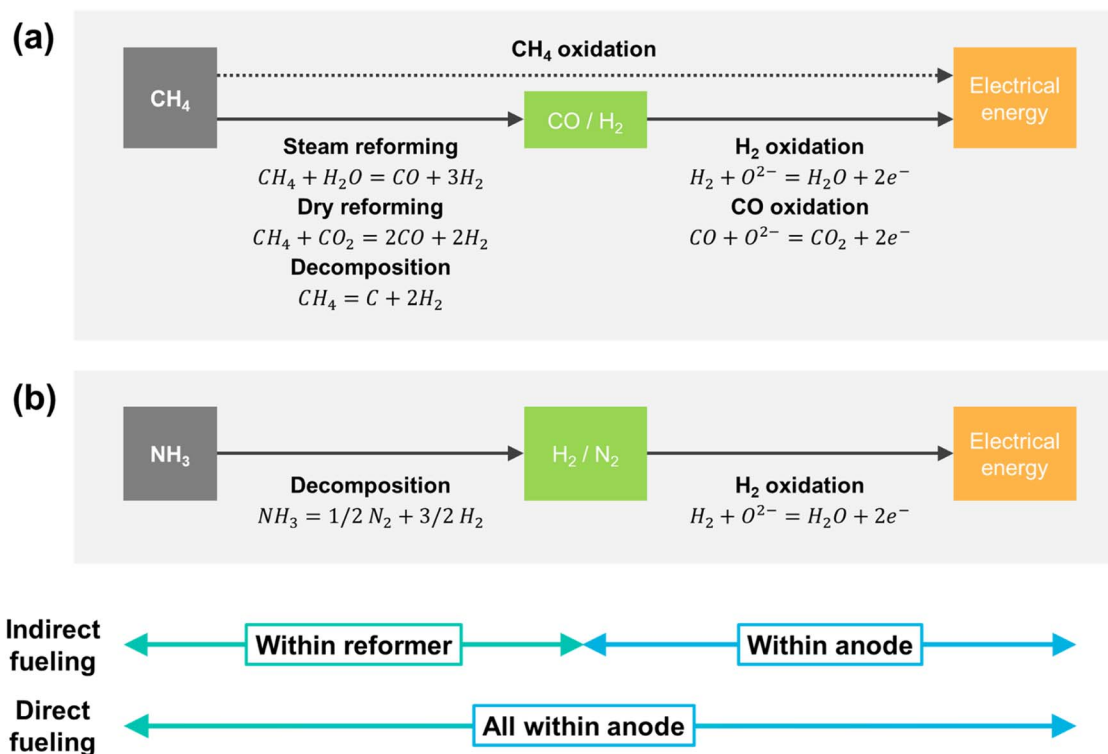 (a)
CH₄ oxidation
CH₄
CO / H₂
Electrical
energy
Steam reforming
CH₄ + H₂O = CO + 3H₂
Dry reforming
CH₄ + CO₂ = 2CO + 2H₂
Decomposition
CH₄ = C + 2H₂
H₂ oxidation
H₂ + O²⁻ = H₂O + 2e⁻
CO oxidation
CO + O²⁻ = CO₂ + 2e⁻
(b)
NH₃
H₂ / N₂
Electrical
energy
Decomposition
NH₃ = 1/2 N₂ + 3/2 H₂
H₂ oxidation
H₂ + O²⁻ = H₂O + 2e⁻
Indirect
fueling
Within reformer
Within anode
Direct
fueling
All within anode